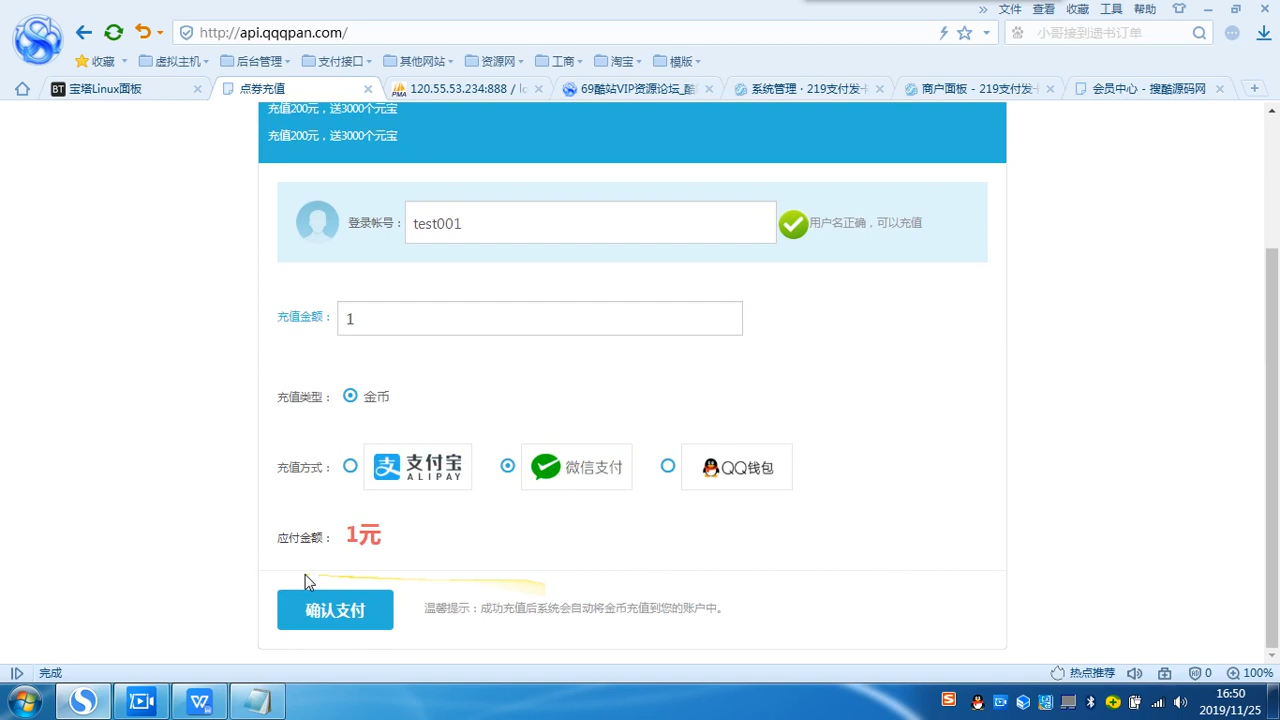 » 文件 查看 收藏 工具 帮助
http://api.qqqpan.com/
小哥接到遗书订单
收藏 虚拟主机 后台管理 支付接口 其他网站 资源网 工商 淘宝 模版
BT 宝塔Linux面板 点券充值 PMA 120.55.53.234:888 / lo 69酷站VIP资源论坛_酷 系统管理 - 219支付发卡 商户面板 - 219支付发卡 会员中心 - 搜酷源码网
充值200元，送3000个元宝
充值200元，送3000个元宝
登录帐号： test001 用户名正确，可以充值
充值金额： 1
充值类型： 金币
充值方式： 支 支付宝 ALIPAY 微信支付 QQ钱包
应付金额： 1元
确认支付 温馨提示：成功充值后系统会自动将金币充值到您的账户中。
完成 热点推荐 0 100%
16:50
2019/11/25